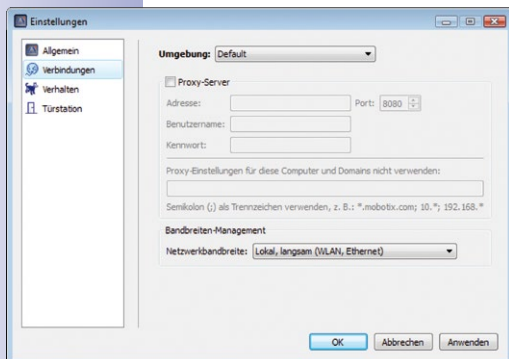 Einstellungen
Allgemein
Verbindungen
Verhalten
Türstation
Umgebung: Default
Proxy-Server
Adresse: Port: 8080
Benutzername:
Kennwort:
Proxy-Einstellungen für diese Computer und Domains nicht verwenden:
Semikolon (;) als Trennzeichen verwenden, z. B.: *.mobotix.com; 10.*; 192.168.*
Bandbreiten-Management
Netzwerkbandbreite: Lokal, langsam (WLAN, Ethernet)
OK Abbrechen Anwenden